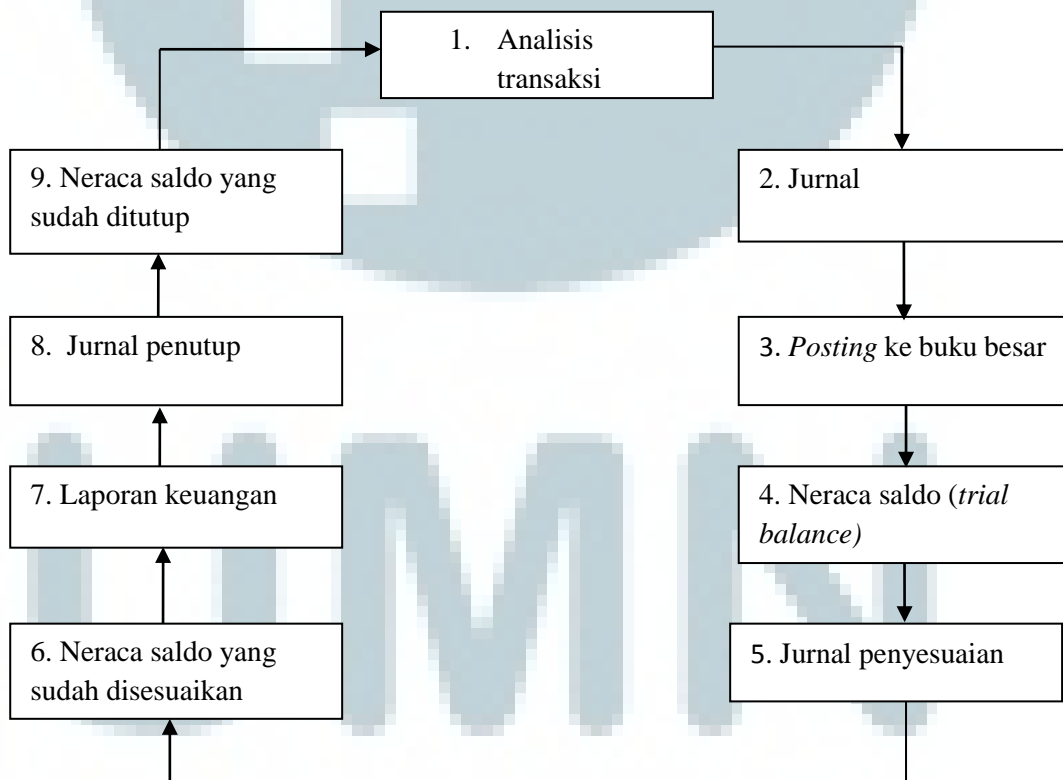 1. Analisis
transaksi
2. Jurnal
3. Posting ke buku besar
4. Neraca saldo (trial
balance)
5. Jurnal penyesuaian
6. Neraca saldo yang
sudah disesuaikan
7. Laporan keuangan
8. Jurnal penutup
9. Neraca saldo yang
sudah ditutup
UMN